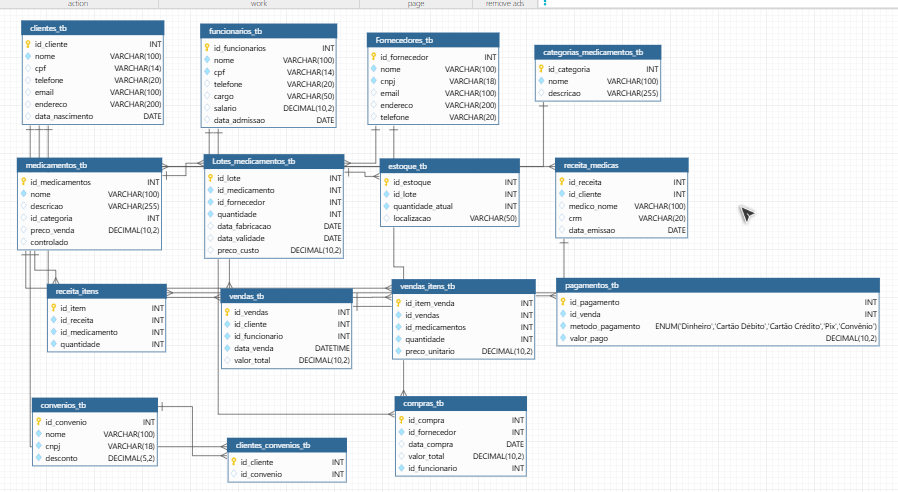 action work page remove ads
clientes_tb
id_cliente INT
nome VARCHAR(100)
cpf VARCHAR(14)
telefone VARCHAR(20)
email VARCHAR(100)
endereco VARCHAR(200)
data_nascimento DATE
funcionarios_tb
id_funcionarios INT
nome VARCHAR(100)
cpf VARCHAR(14)
telefone VARCHAR(20)
cargo VARCHAR(50)
salario DECIMAL(10,2)
data_admissao DATE
Fornecedores_tb
id_fornecedor INT
nome VARCHAR(100)
cnpj VARCHAR(18)
email VARCHAR(100)
endereco VARCHAR(200)
telefone VARCHAR(20)
categorias_medicamentos_tb
id_categoria INT
nome VARCHAR(100)
descricao VARCHAR(255)
medicamentos_tb
id_medicamentos INT
nome VARCHAR(100)
descricao VARCHAR(255)
id_categoria INT
preco_venda DECIMAL(10,2)
controlado
Lotes_medicamentos_tb
id_lote INT
id_medicamento INT
id_fornecedor INT
quantidade INT
data_fabricacao DATE
data_validade DATE
preco_custo DECIMAL(10,2)
estoque_tb
id_estoque INT
id_lote INT
quantidade_atual INT
localizacao VARCHAR(50)
receita_medicas
id_receita INT
id_cliente INT
medico_nome VARCHAR(100)
crm VARCHAR(20)
data_emissao DATE
receita_itens
id_item INT
id_receita INT
id_medicamento INT
quantidade INT
vendas_tb
id_vendas INT
id_cliente INT
id_funcionario INT
data_venda DATETIME
valor_total DECIMAL(10,2)
vendas_itens_tb
id_item_venda INT
id_vendas INT
id_medicamentos INT
quantidade INT
preco_unitario DECIMAL(10,2)
pagamentos_tb
id_pagamento INT
id_venda INT
metodo_pagamento ENUM('Dinheiro','Cartão Débito','Cartão Crédito','Pix','Convênio')
valor_pago DECIMAL(10,2)
convenios_tb
id_convenio INT
nome VARCHAR(100)
cnpj VARCHAR(18)
desconto DECIMAL(5,2)
clientes_convenios_tb
id_cliente INT
id_convenio INT
compras_tb
id_compra INT
id_fornecedor INT
data_compra DATE
valor_total DECIMAL(10,2)
id_funcionario INT